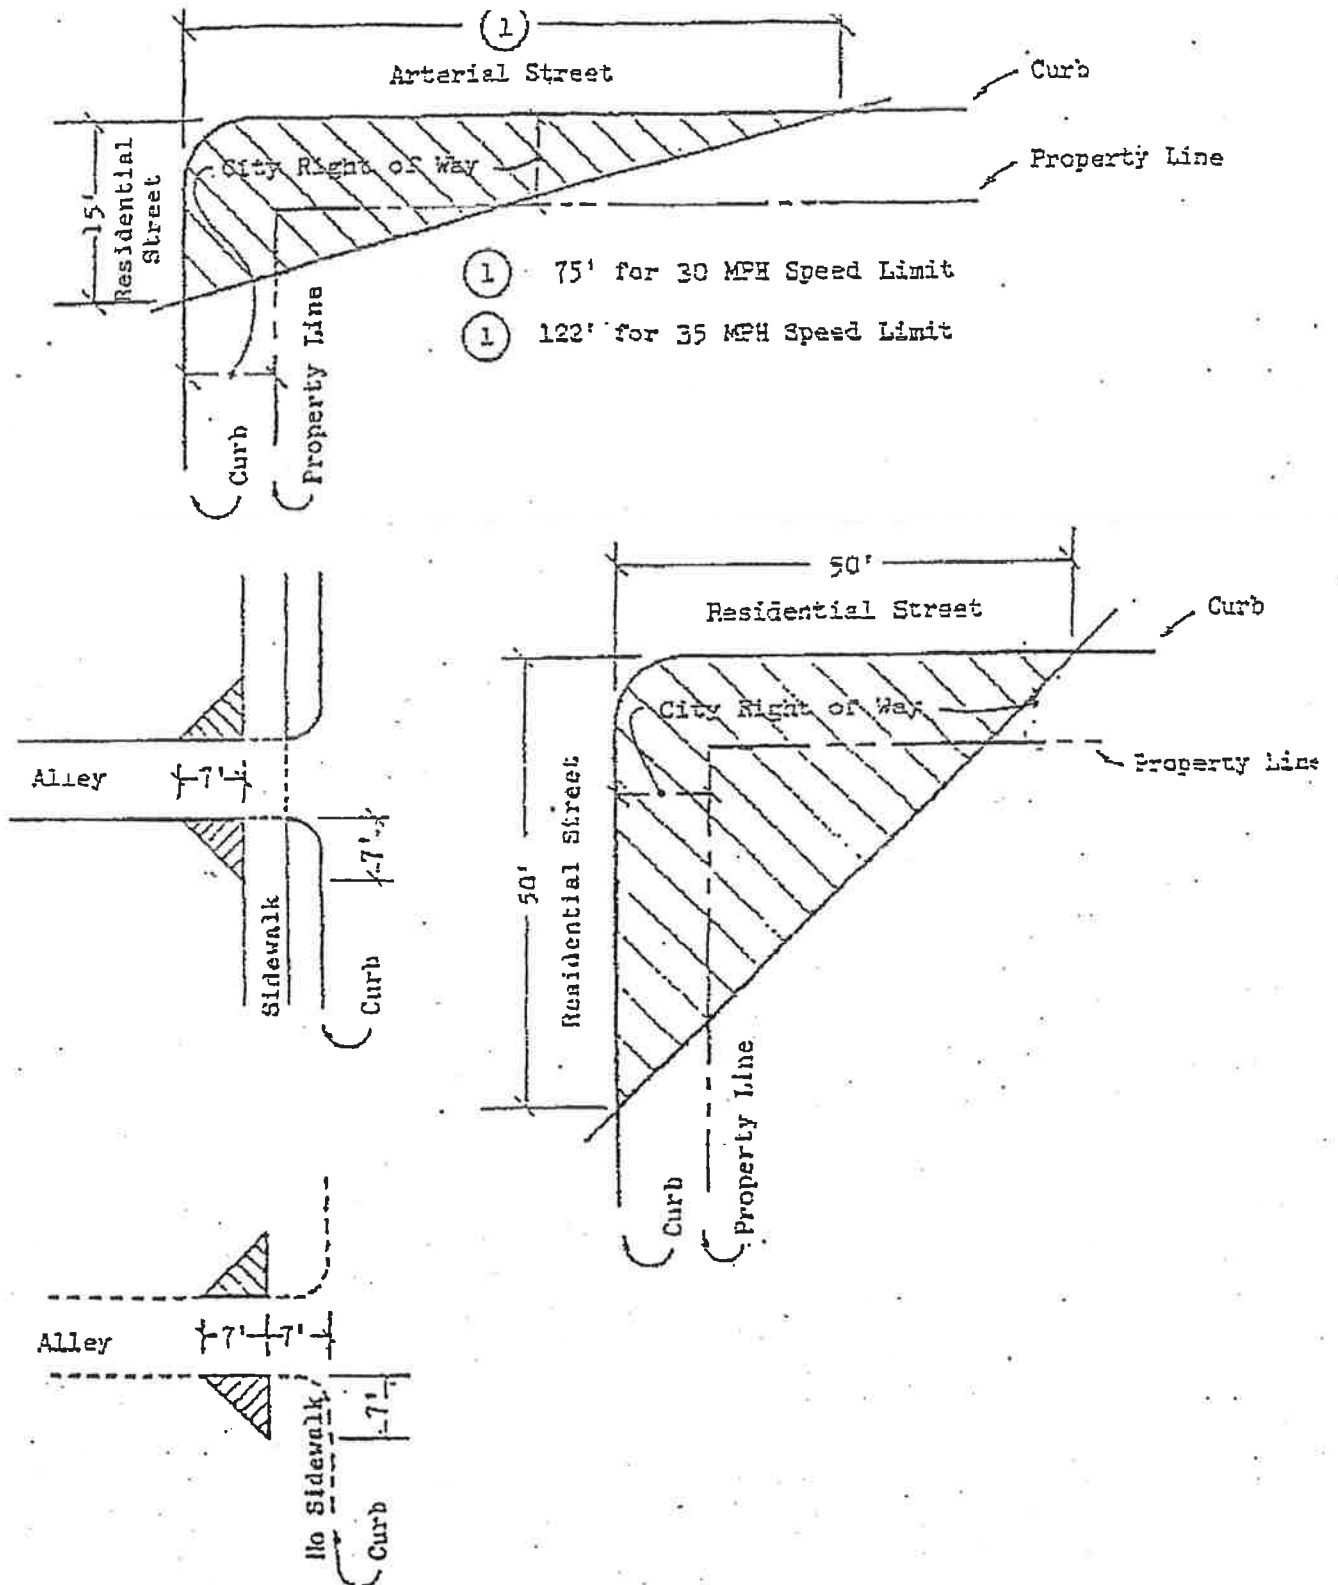 1
Arterial Street
Curb
15'
Residential
Street
City Right of Way
Property Line
1 75' for 30 MPH Speed Limit
1 122' for 35 MPH Speed Limit
Curb
Property Line
50'
Residential Street
Curb
City Right of Way
Property Line
50'
Residential Street
Curb
Property Line
Alley
7'
7'
Sidewalk
Curb
Alley
7' 7'
7'
No Sidewalk
Curb